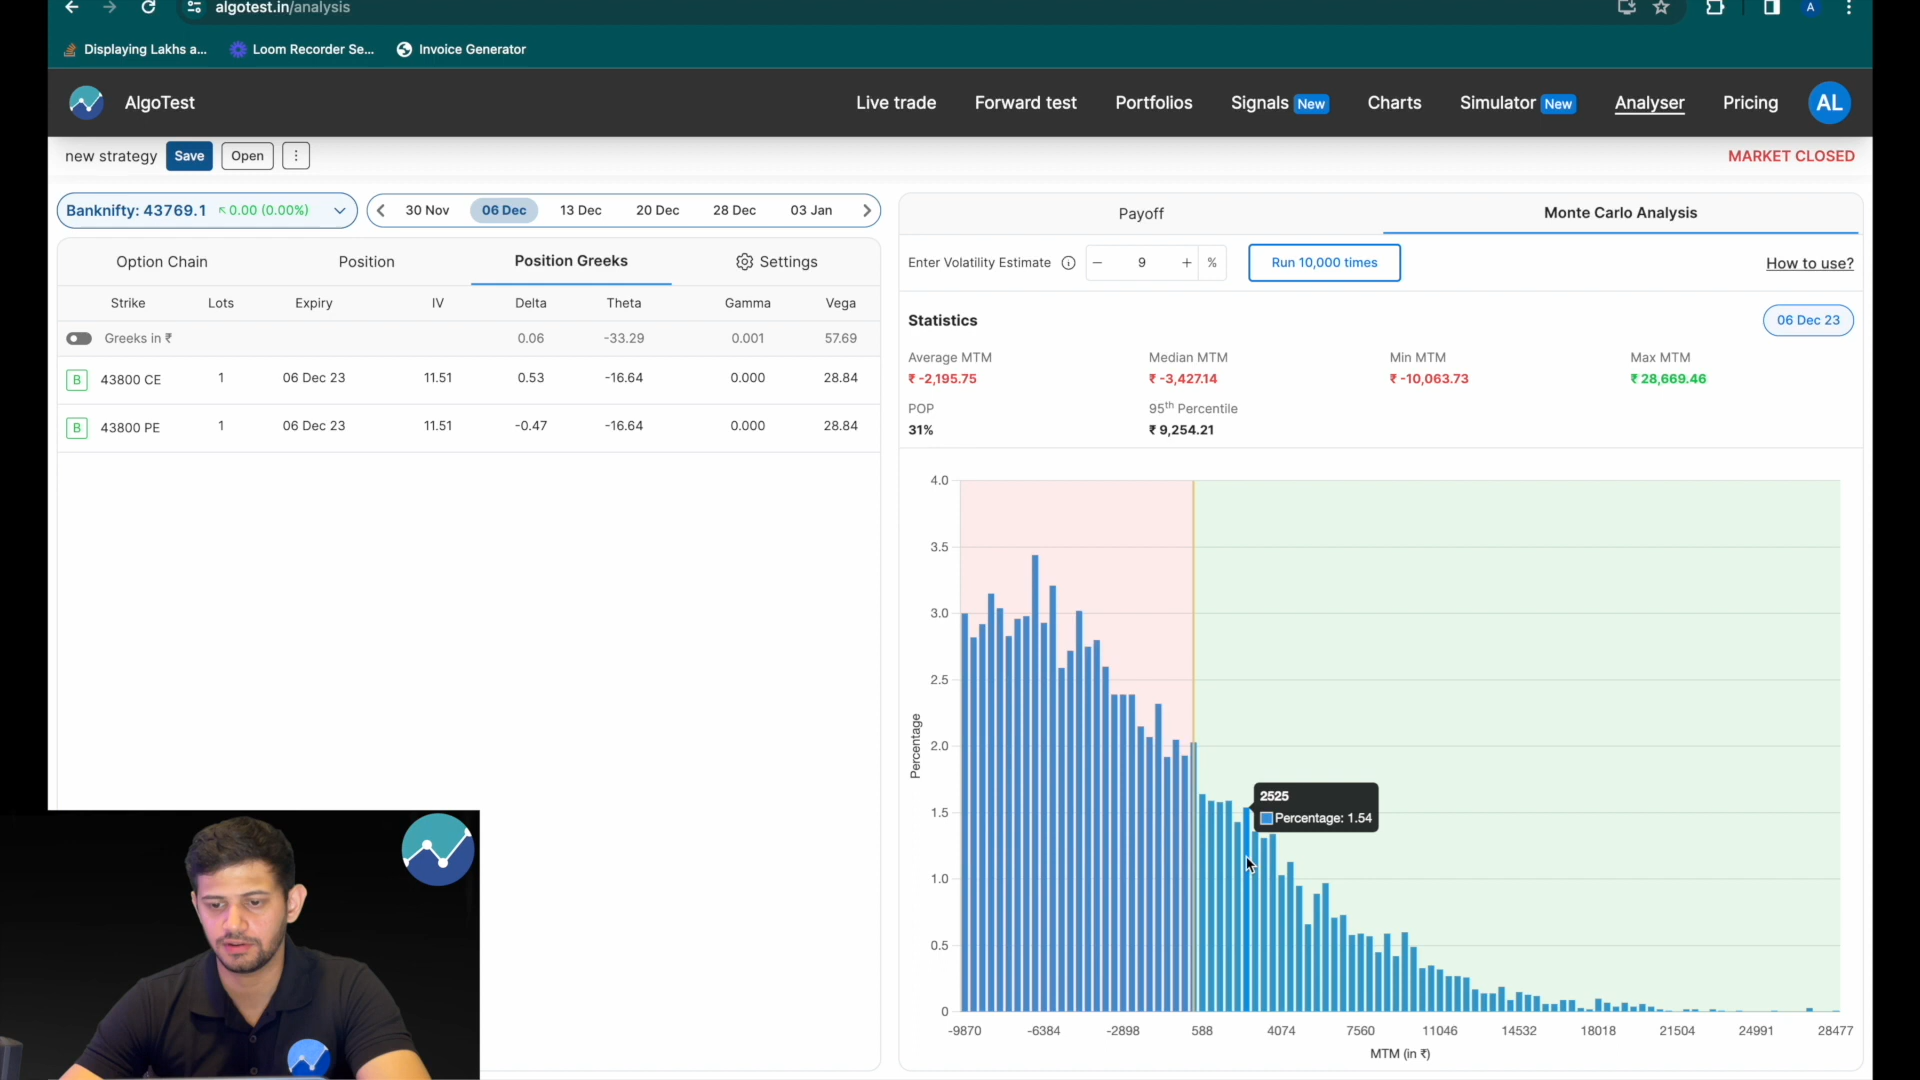 algotest.in/analysis
A
Displaying Lakhs a...
Loom Recorder Se...
Invoice Generator
AlgoTest
Live trade
Forward test
Portfolios
Signals New
Charts
Simulator New
Analyser
Pricing
AL
new strategy
Save
Open
MARKET CLOSED
Banknifty: 43769.1 0.00 (0.00%)
30 Nov
06 Dec
13 Dec
20 Dec
28 Dec
03 Jan
Option Chain
Position
Position Greeks
Settings
Strike Lots Expiry IV Delta Theta Gamma Vega
Greeks in ₹ 0.06 -33.29 0.001 57.69
B 43800 CE 1 06 Dec 23 11.51 0.53 -16.64 0.000 28.84
B 43800 PE 1 06 Dec 23 11.51 -0.47 -16.64 0.000 28.84
Payoff
Monte Carlo Analysis
Enter Volatility Estimate
− 9 + %
Run 10,000 times
How to use?
Statistics
06 Dec 23
Average MTM Median MTM Min MTM Max MTM
₹ -2,195.75 ₹ -3,427.14 ₹ -10,063.73 ₹ 28,669.46
POP 95th Percentile
31% ₹ 9,254.21
4.0
3.5
3.0
2.5
2.0
1.5
1.0
0.5
0
Percentage
2525
Percentage: 1.54
-9870 -6384 -2898 588 4074 7560 11046 14532 18018 21504 24991 28477
MTM (in ₹)